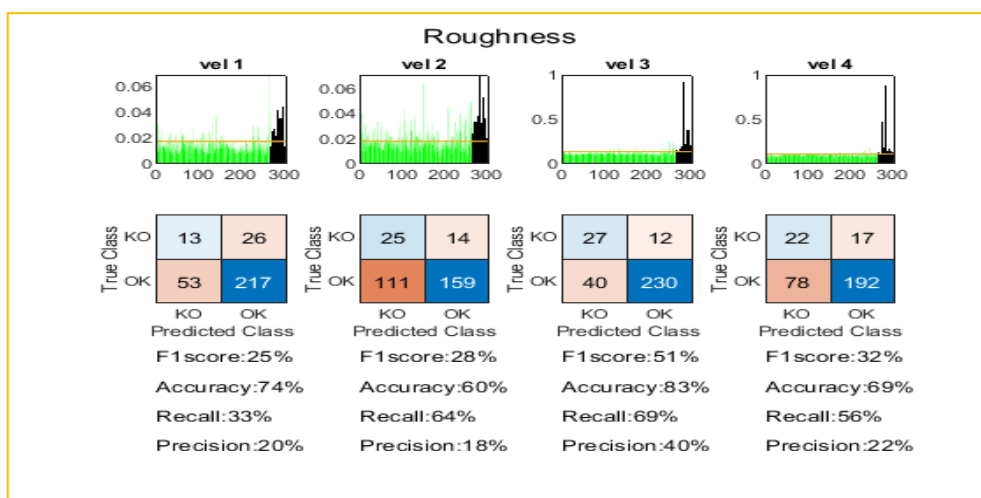 Roughness
vel 1 vel 2 vel 3 vel 4
0.06 0.06 1 1
0.04 0.04 0.5 0.5
0.02 0.02
0 0 0 0
0 100 200 300 0 100 200 300 0 100 200 300 0 100 200 300
True Class KO 13 26 True Class KO 25 14 True Class KO 27 12 True Class KO 22 17
OK 53 217 OK 111 159 OK 40 230 OK 78 192
KO OK KO OK KO OK KO OK
Predicted Class Predicted Class Predicted Class Predicted Class
F1score:25% F1score:28% F1score:51% F1score:32%
Accuracy:74% Accuracy:60% Accuracy:83% Accuracy:69%
Recall:33% Recall:64% Recall:69% Recall:56%
Precision:20% Precision:18% Precision:40% Precision:22%